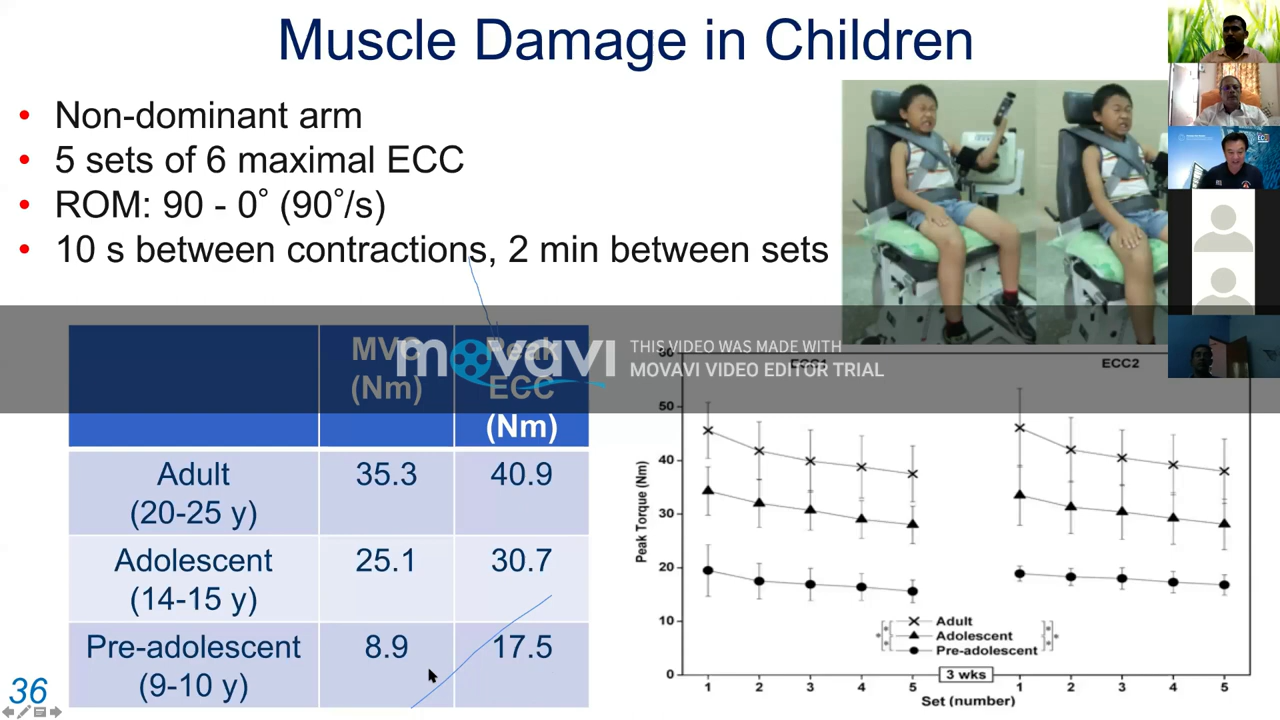 Muscle Damage in Children
• Non-dominant arm
• 5 sets of 6 maximal ECC
• ROM: 90 - 0˚ (90˚/s)
• 10 s between contractions, 2 min between sets
MVC (Nm)
Peak ECC (Nm)
Adult (20-25 y)
35.3
40.9
Adolescent (14-15 y)
25.1
30.7
Pre-adolescent (9-10 y)
8.9
17.5
movavi
THIS VIDEO WAS MADE WITH
MOVAVI VIDEO EDITOR TRIAL
ECC1
ECC2
Peak Torque (Nm)
60
50
40
30
20
10
0
Adult
Adolescent
Pre-adolescent
* * *
* * *
3 wks
1 2 3 4 5 1 2 3 4 5
Set (number)
36